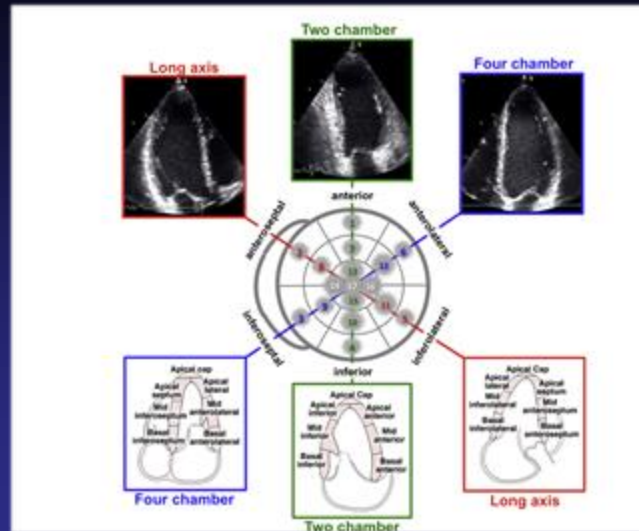 Two chamber
Long axis
Four chamber
anterior
anteroseptal
anterolateral
inferoseptal
inferolateral
inferior
17
Apical cap
Apical septum
Apical lateral
Mid inferoseptum
Mid anterolateral
Basal inferoseptum
Basal anterolateral
Four chamber
Apical Cap
Apical inferior
Apical anterior
Mid inferior
Mid anterior
Basal inferior
Basal anterior
Two chamber
Apical Cap
Apical lateral
Apical septum
Mid inferolateral
Mid anteroseptum
Basal inferolateral
Basal anteroseptum
Long axis